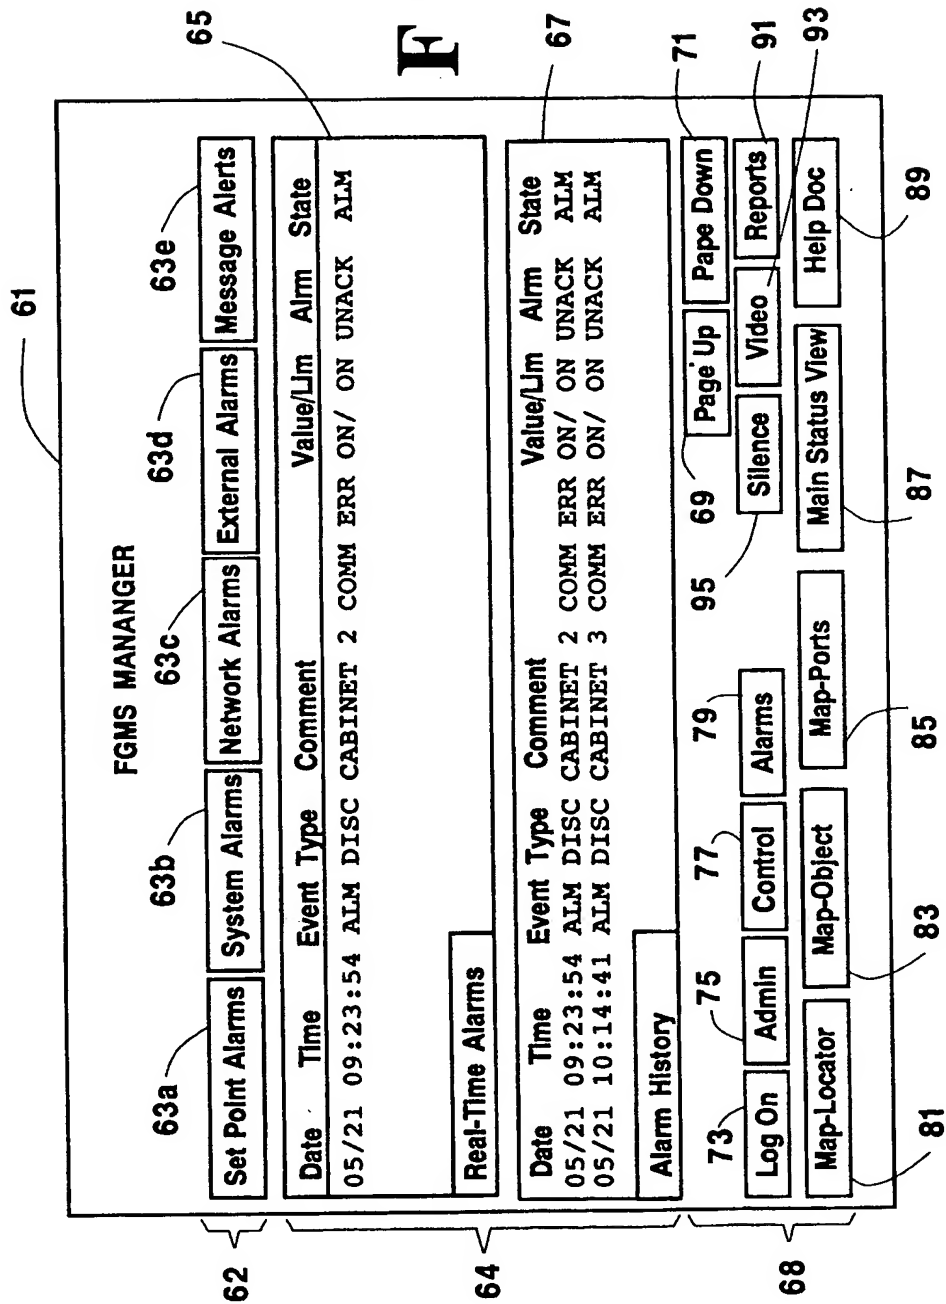 61
FGMS MANANGER
63a
63b
63c
63d
63e
62
Set Point Alarms System Alarms Network Alarms External Alarms Message Alerts
65
Date Time Event Type Comment Value/Lim Alrm State
05/21 09:23:54 ALM DISC CABINET 2 COMM ERR ON/ ON UNACK ALM
Real-Time Alarms
F
64
67
Date Time Event Type Comment Value/Lim Alrm State
05/21 09:23:54 ALM DISC CABINET 2 COMM ERR ON/ ON UNACK ALM
05/21 10:14:41 ALM DISC CABINET 3 COMM ERR ON/ ON UNACK ALM
Alarm History
69
Page Up
Pape Down
71
73
75
77
79
95
68
Log On Admin Control Alarms Silence Video Reports
91
93
Map-Locator Map-Object Map-Ports Main Status View Help Doc
81
83
85
87
89